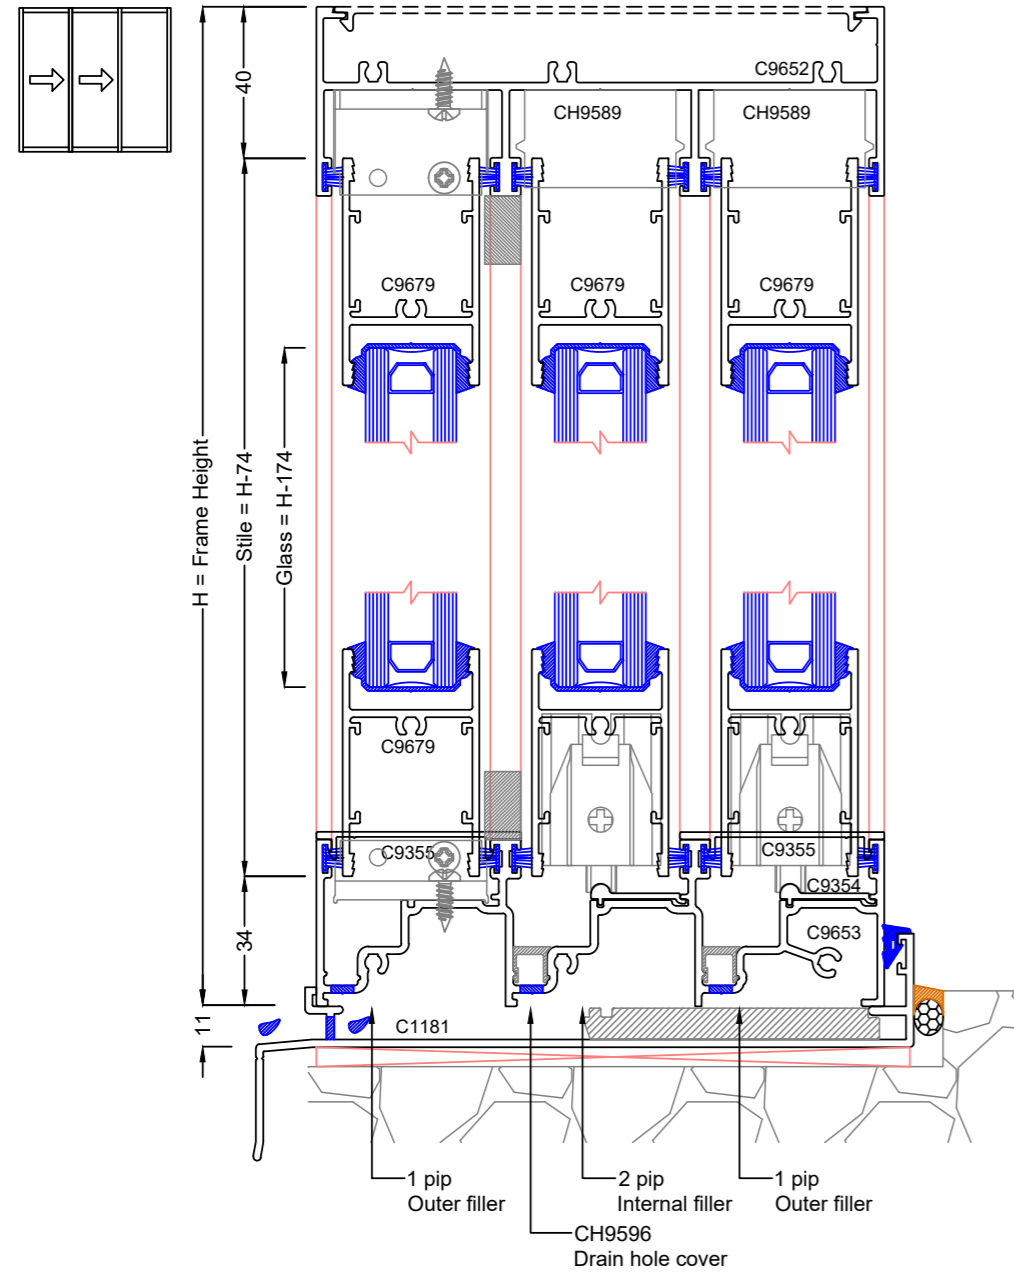 40
C9652
CH9589
CH9589
C9679
C9679
C9679
H = Frame Height
Stile = H-74
Glass = H-174
C9679
C9355
C9355
C9354
34
C9653
11
C1181
1 pip
Outer filler
2 pip
Internal filler
1 pip
Outer filler
CH9596
Drain hole cover